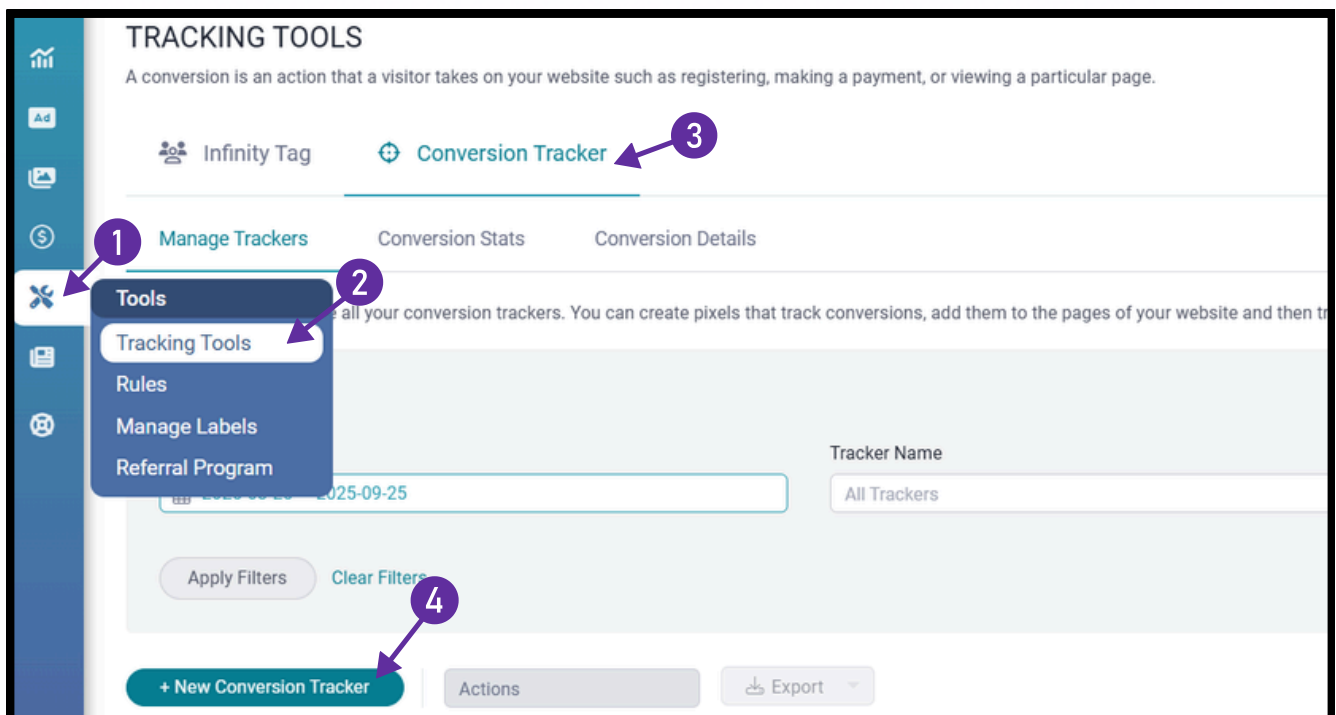 TRACKING TOOLS
A conversion is an action that a visitor takes on your website such as registering, making a payment, or viewing a particular page.
Ad
Infinity Tag
Conversion Tracker
3
1
Manage Trackers
Conversion Stats
Conversion Details
2
Tools
all your conversion trackers. You can create pixels that track conversions, add them to the pages of your website and then
Tracking Tools
Rules
Manage Labels
Referral Program
Tracker Name
2025-09-25
All Trackers
Apply Filters
Clear Filters
4
+ New Conversion Tracker
Actions
Export